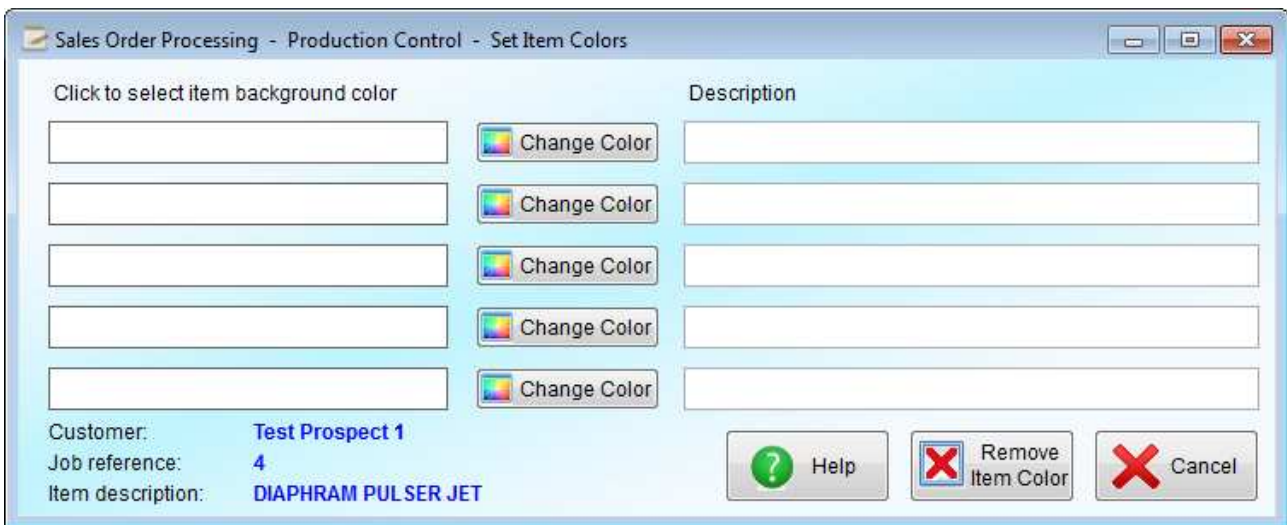 Sales Order Processing - Production Control - Set Item Colors
Click to select item background color Description
Change Color
Change Color
Change Color
Change Color
Change Color
Customer: Test Prospect 1
Job reference: 4
Item description: DIAPHRAM PULSER JET
Help
Remove
Item Color
Cancel